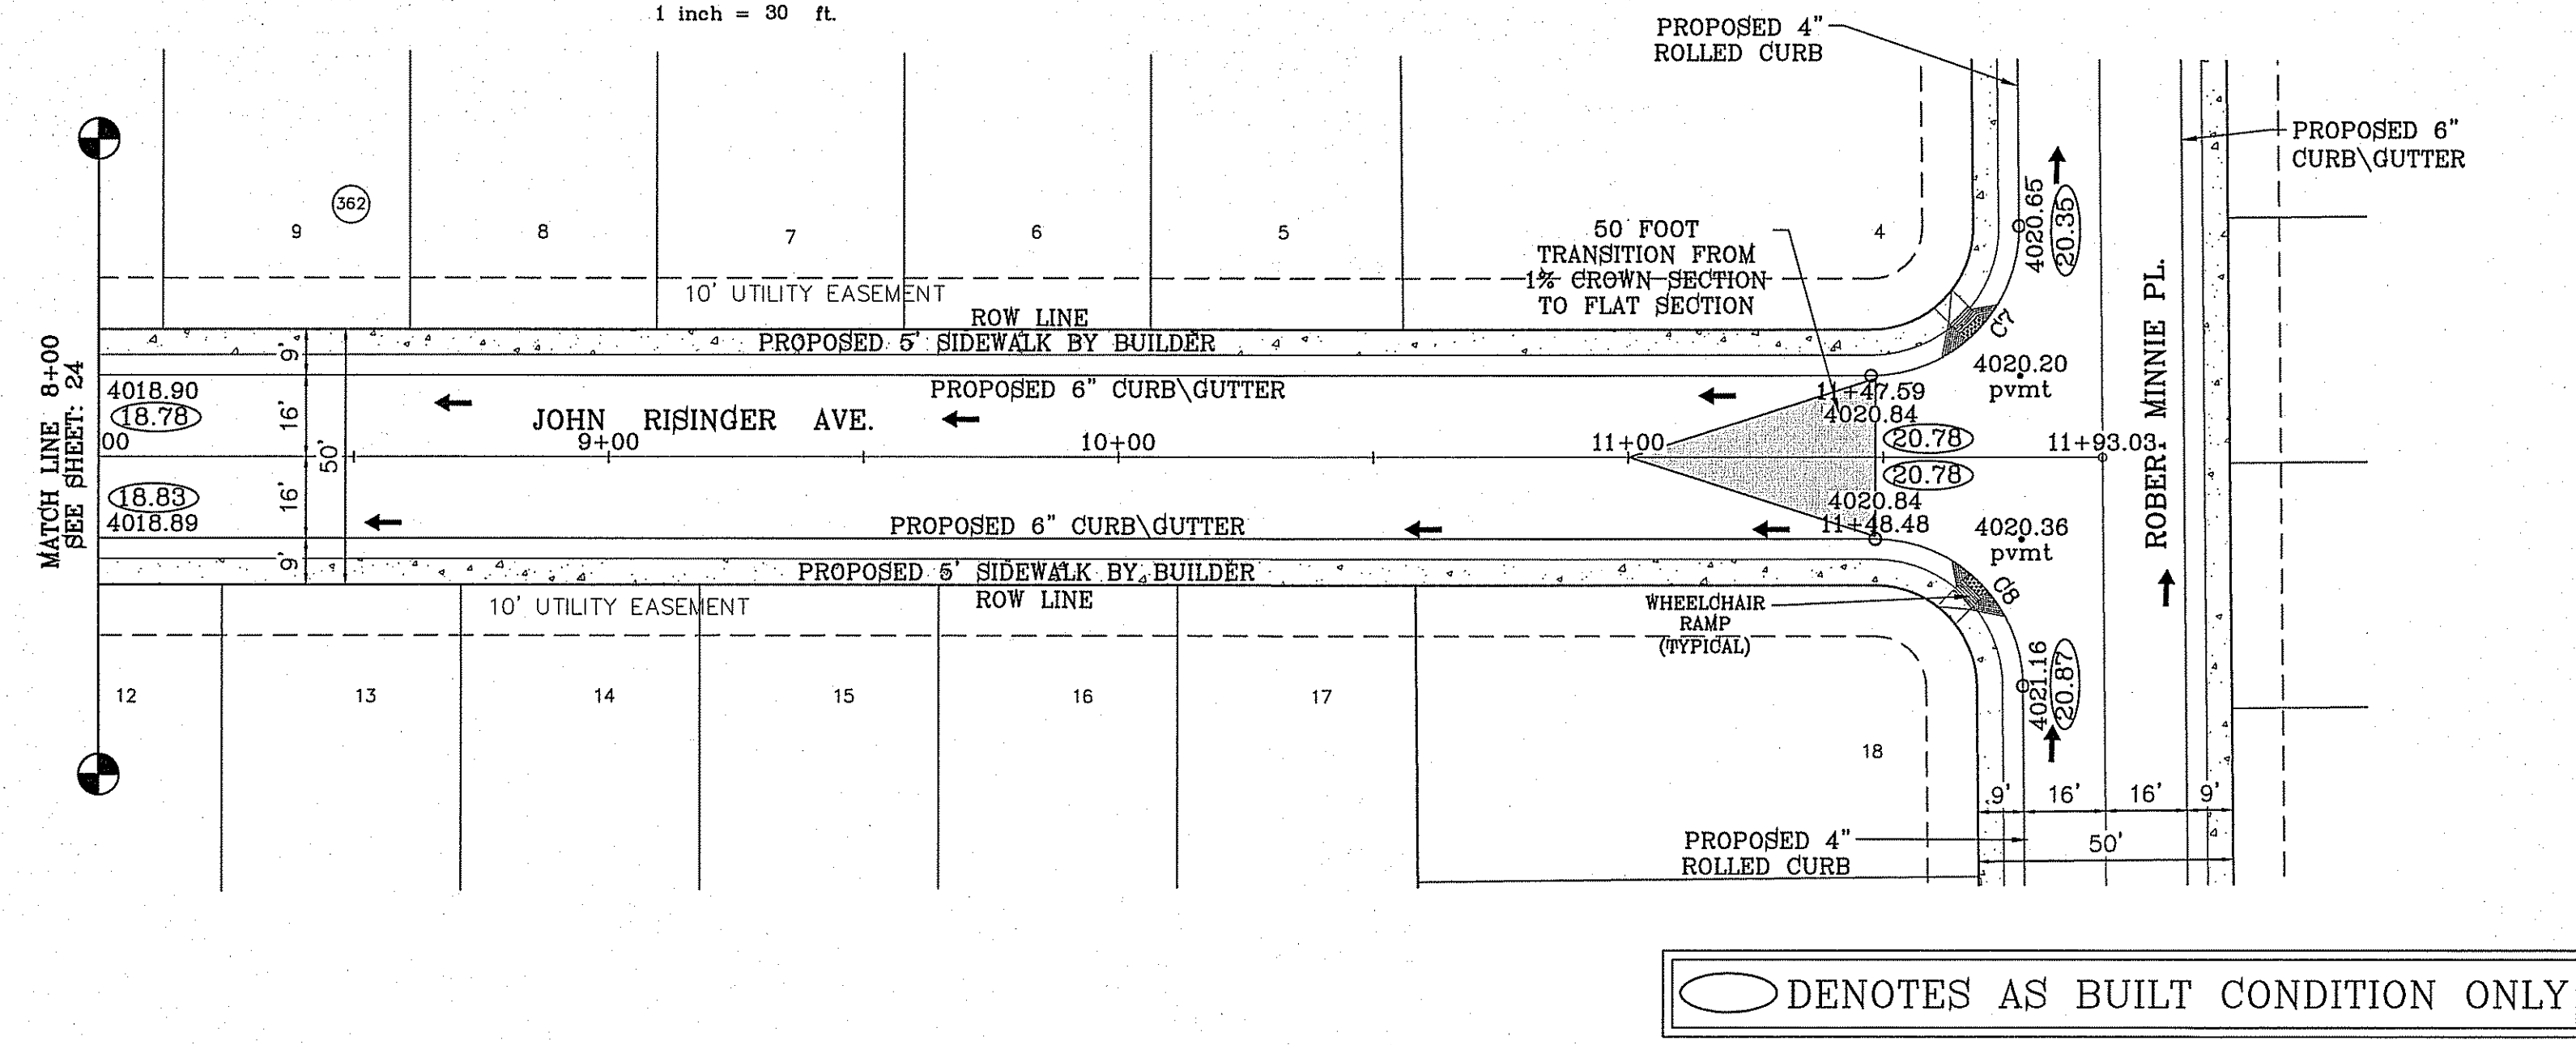 1 inch = 30 ft.
PROPOSED 4"
ROLLED CURB
PROPOSED 6"
CURB\GUTTER
362
9
8
7
6
5
4
50 FOOT
TRANSITION FROM
1% CROWN SECTION
TO FLAT SECTION
4020.65
20.35
10' UTILITY EASEMENT
ROW LINE
PROPOSED 5' SIDEWALK BY BUILDER
C7
MATCH LINE 8+00
SEE SHEET: 24
9'
16'
50'
16'
9'
4018.90
18.78
00
18.83
4018.89
PROPOSED 6" CURB\GUTTER
JOHN RISINGER AVE.
9+00
10+00
11+00
11+47.59
4020.84
20.78
20.78
4020.84
11+48.48
4020.20
pvmt
11+93.03
ROBERT MINNIE PL.
4020.36
pvmt
PROPOSED 6" CURB\GUTTER
PROPOSED 5' SIDEWALK BY BUILDER
10' UTILITY EASEMENT
ROW LINE
WHEELCHAIR
RAMP
(TYPICAL)
C8
4021.16
20.87
12
13
14
15
16
17
18
9'
16'
16'
9'
50'
PROPOSED 4"
ROLLED CURB
DENOTES AS BUILT CONDITION ONLY